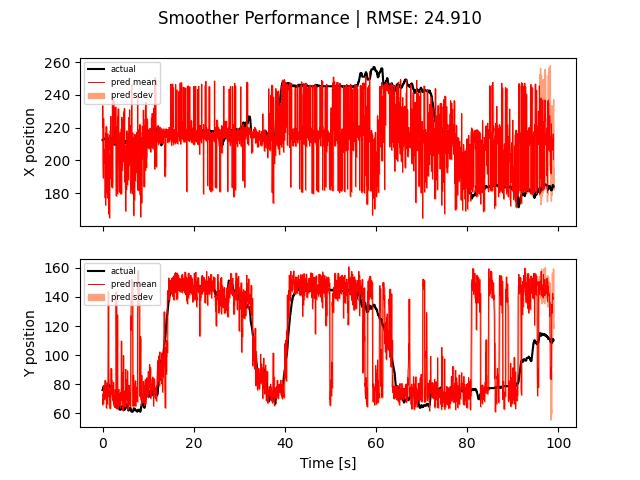 Smoother Performance | RMSE: 24.910
260
240
220
200
180
X position
actual
pred mean
pred sdev
160
140
120
100
80
60
Y position
actual
pred mean
pred sdev
0 20 40 60 80 100
Time [s]